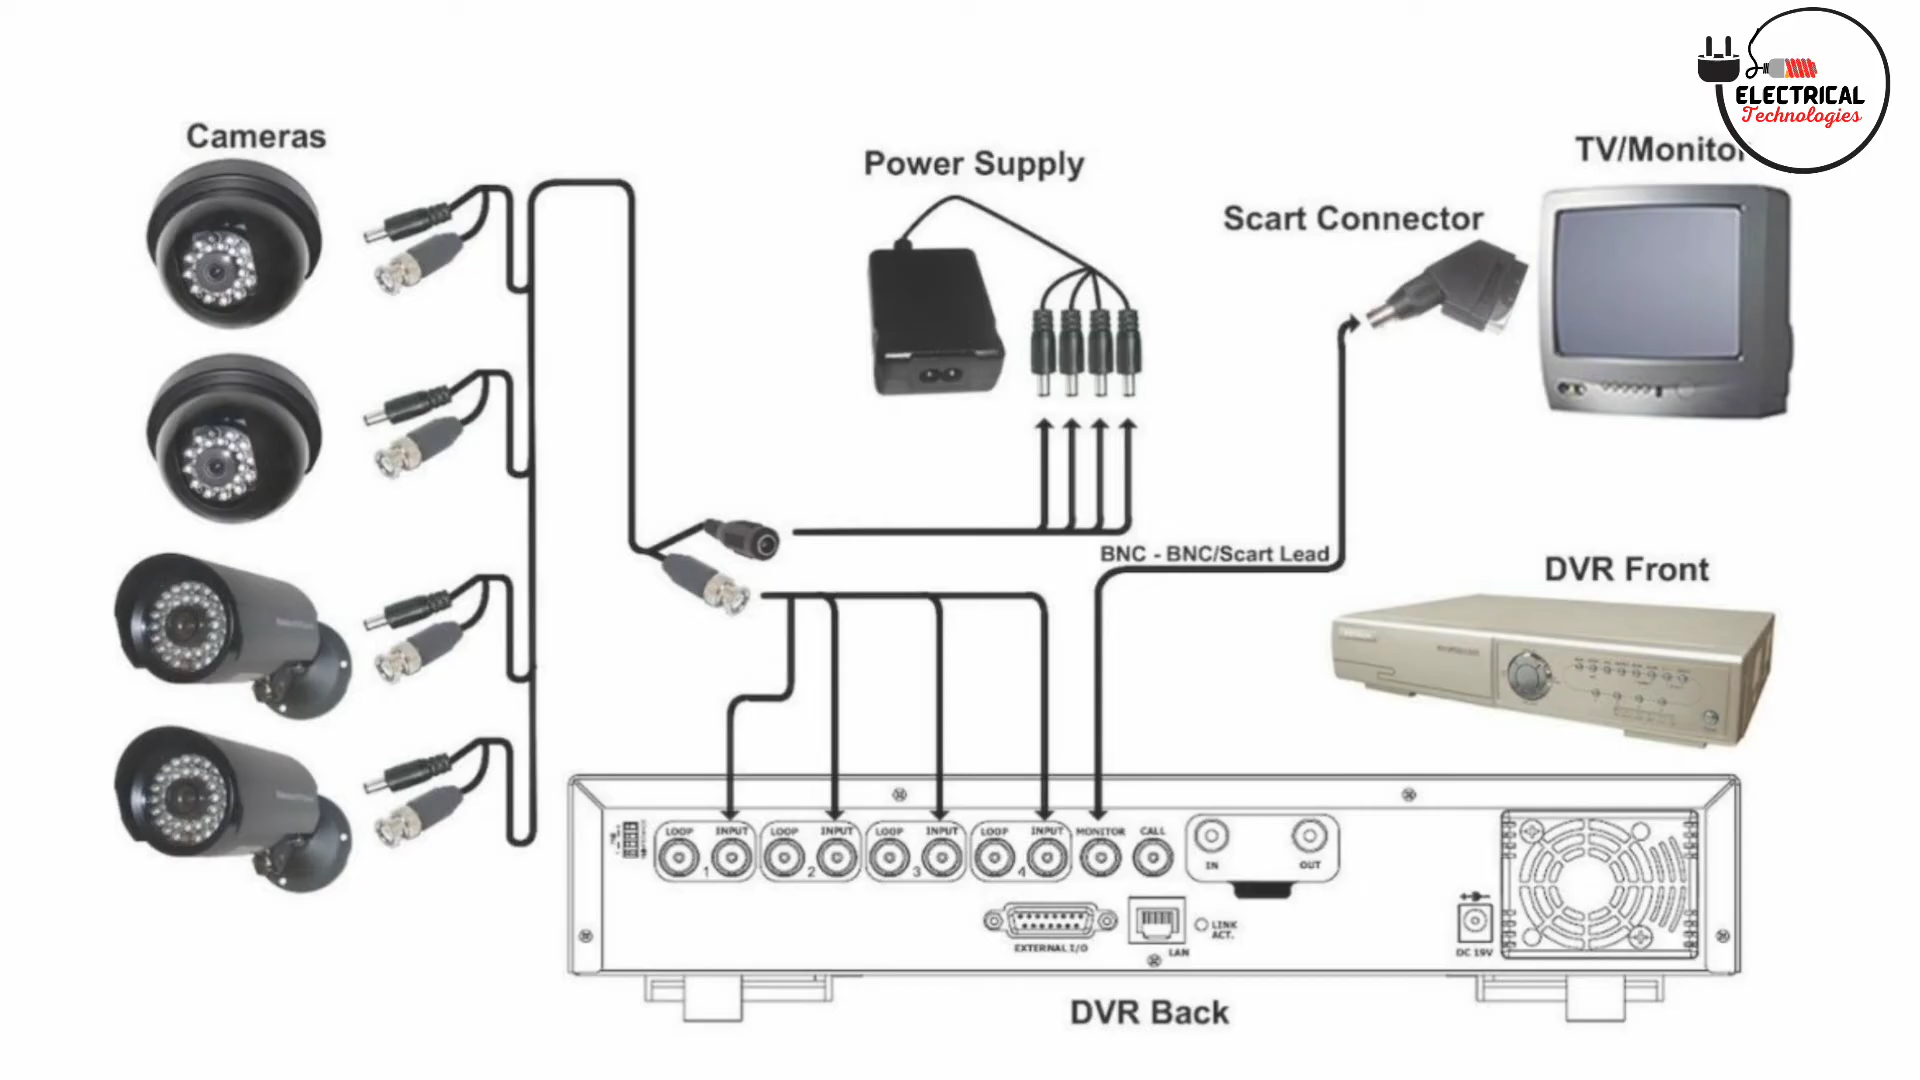 ELECTRICAL
Technologies
Cameras
Power Supply
TV/Monitor
Scart Connector
BNC - BNC/Scart Lead
DVR Front
LOOP INPUT LOOP INPUT LOOP INPUT LOOP INPUT MONITOR CALL
1 2 3 4
IN OUT
LINK
ACT.
EXTERNAL I/O
LAN
DC 19V
DVR Back